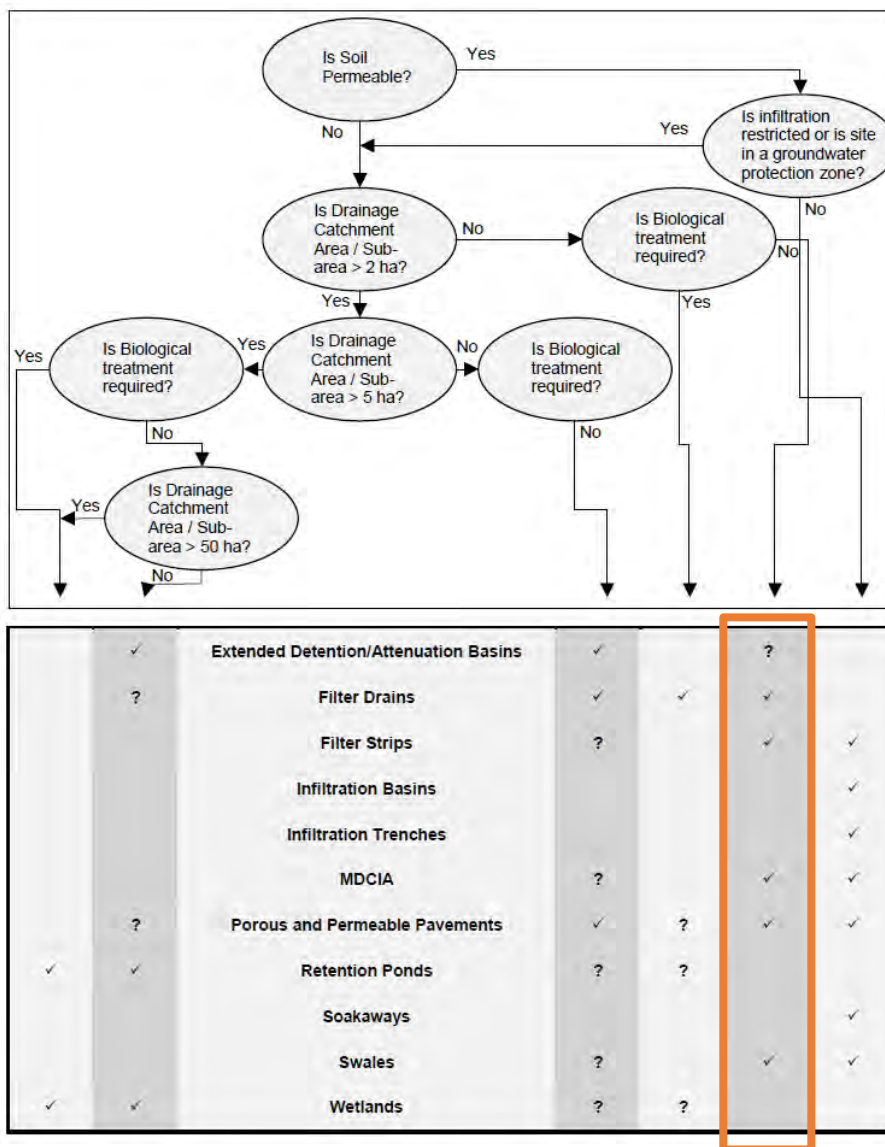 Is Soil
Permeable?
Yes
No
Yes
Is infiltration
restricted or is site
in a groundwater
protection zone?
No
Is Drainage
Catchment
Area / Sub-
area > 2 ha?
No
Is Biological
treatment
required?
No
Yes
Yes
Yes
Is Biological
treatment
required?
Yes
Is Drainage
Catchment
Area / Sub-
area > 5 ha?
No
Is Biological
treatment
required?
No
No
Yes
Is Drainage
Catchment
Area / Sub-
area > 50 ha?
No
✓ Extended Detention/Attenuation Basins ✓ ?
? Filter Drains ✓ ✓ ✓
Filter Strips ? ✓ ✓
Infiltration Basins ✓
Infiltration Trenches ✓
MDCIA ? ✓ ✓
? Porous and Permeable Pavements ✓ ? ✓ ✓
✓ ✓ Retention Ponds ? ?
Soakaways ✓
Swales ? ✓ ✓
✓ ✓ Wetlands ? ?